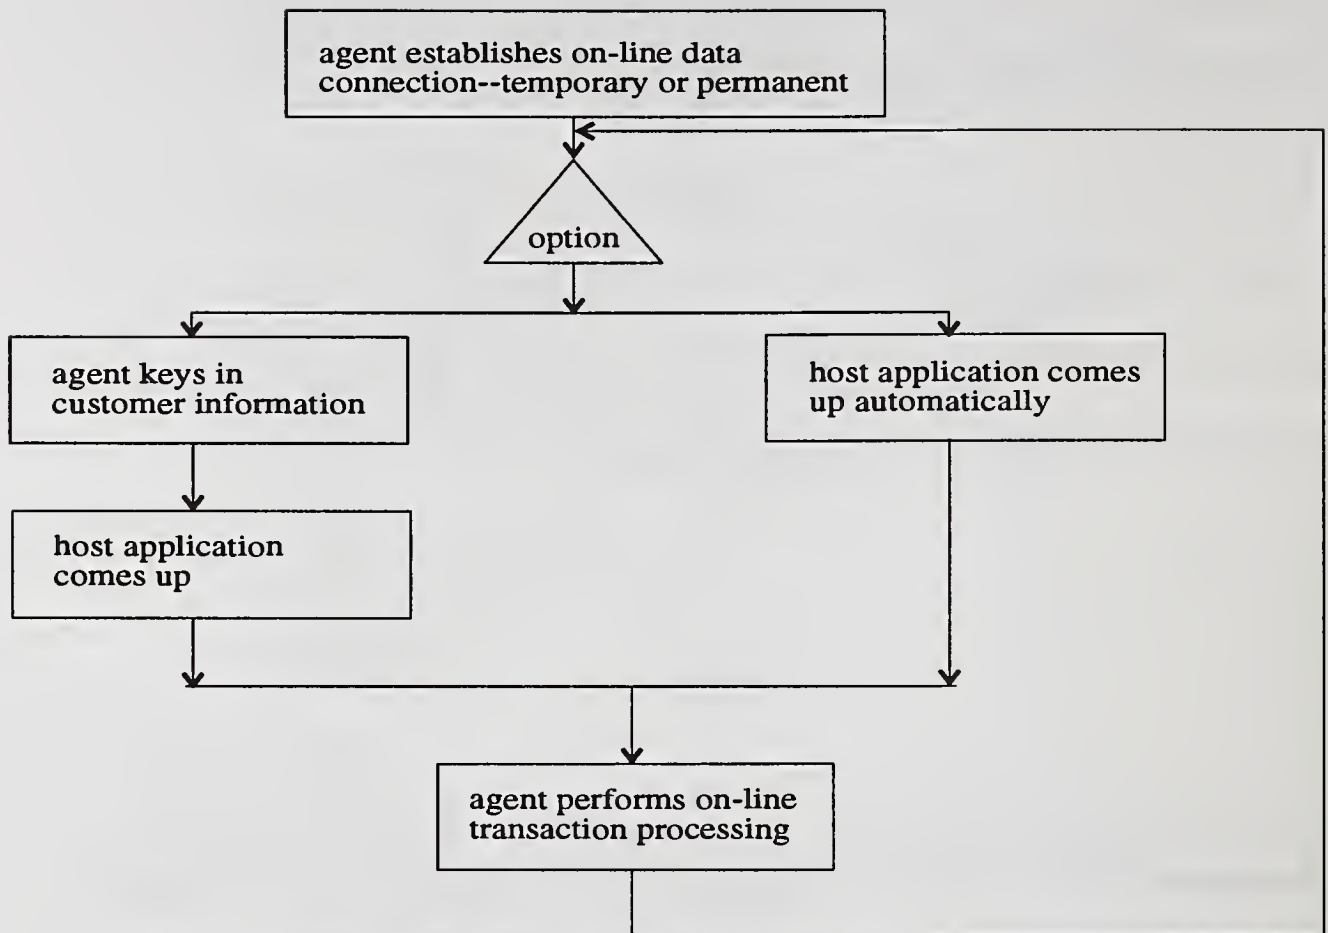 agent establishes on-line data
connection--temporary or permanent
option
agent keys in
customer information
host application comes
up automatically
host application
comes up
agent performs on-line
transaction processing